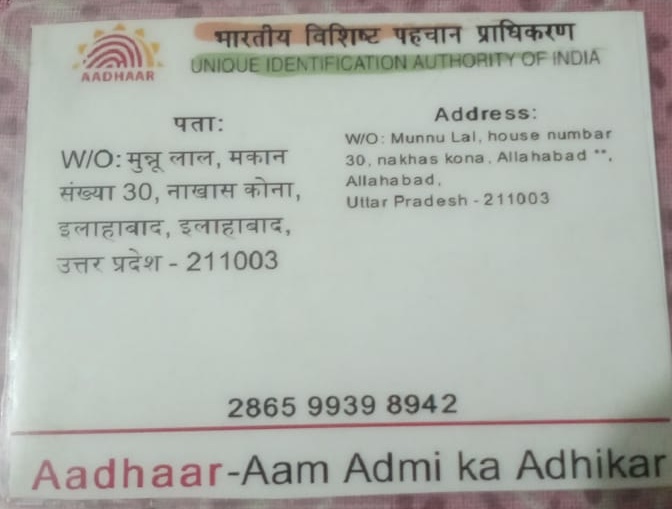 भारतीय विशिष्ट पहचान प्राधिकरण
UNIQUE IDENTIFICATION AUTHORITY OF INDIA
AADHAAR
पता:
W/O: मुन्नू लाल, मकान
संख्या 30, नाखास कोना,
इलाहाबाद, इलाहाबाद,
उत्तर प्रदेश - 211003
Address:
W/O: Munnu Lal, house numbar
30, nakhas kona, Allahabad **,
Allahabad,
Uttar Pradesh - 211003
2865 9939 8942
Aadhaar-Aam Admi ka Adhikar